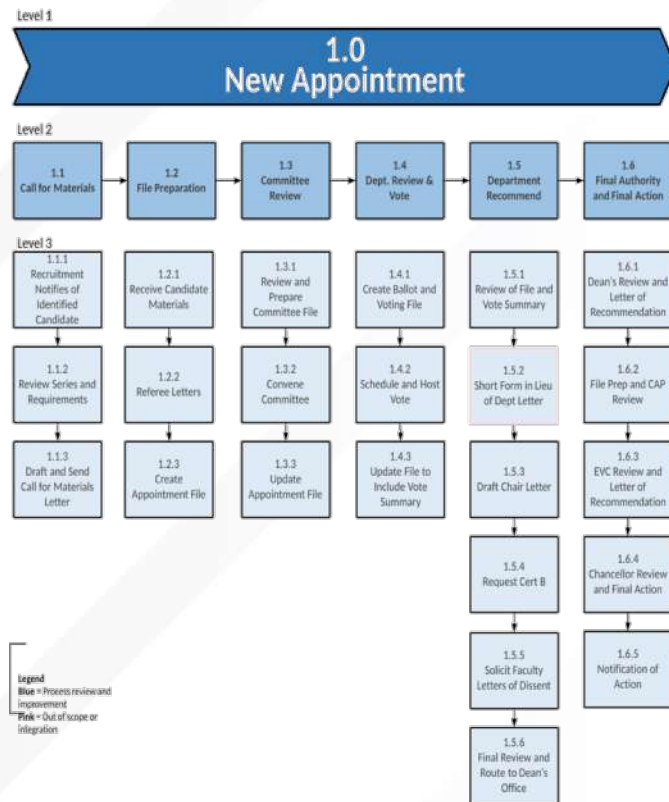 Level 1
1.0
New Appointment
Level 2
1.1
Call for Materials
1.2
File Preparation
1.3
Committee
Review
1.4
Dept. Review &
Vote
1.5
Department
Recommend
1.6
Final Authority
and Final Action
Level 3
1.1.1
Recruitment
Notifies of
Identified
Candidate
1.1.2
Review Series and
Requirements
1.1.3
Draft and Send
Call for Materials
Letter
1.2.1
Receive Candidate
Materials
1.2.2
Referee Letters
1.2.3
Create
Appointment File
1.3.1
Review and
Prepare
Committee File
1.3.2
Convene
Committee
1.3.3
Update
Appointment File
1.4.1
Create Ballot and
Voting File
1.4.2
Schedule and Host
Vote
1.4.3
Update File to
Include Vote
Summary
1.5.1
Review of File and
Vote Summary
1.5.2
Short Form in Lieu
of Dept Letter
1.5.3
Draft Chair Letter
1.5.4
Request Cert B
1.5.5
Solicit Faculty
Letters of Dissent
1.5.6
Final Review and
Route to Dean's
Office
1.6.1
Dean's Review and
Letter of
Recommendation
1.6.2
File Prep and CAP
Review
1.6.3
EVC Review and
Letter of
Recommendation
1.6.4
Chancellor Review
and Final Action
1.6.5
Notification of
Action
Legend
Blue = Process review and
improvement
Pink = Out of scope or
integration